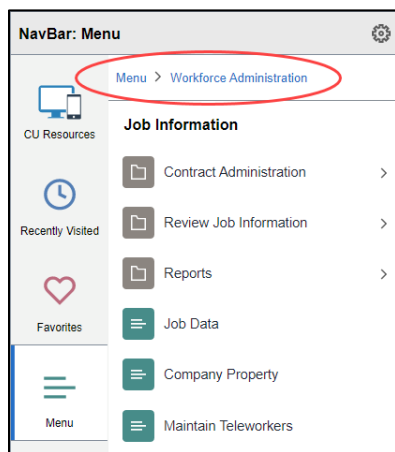 NavBar: Menu
Menu > Workforce Administration
CU Resources
Recently Visited
Favorites
Menu
Job Information
Contract Administration
Review Job Information
Reports
Job Data
Company Property
Maintain Teleworkers